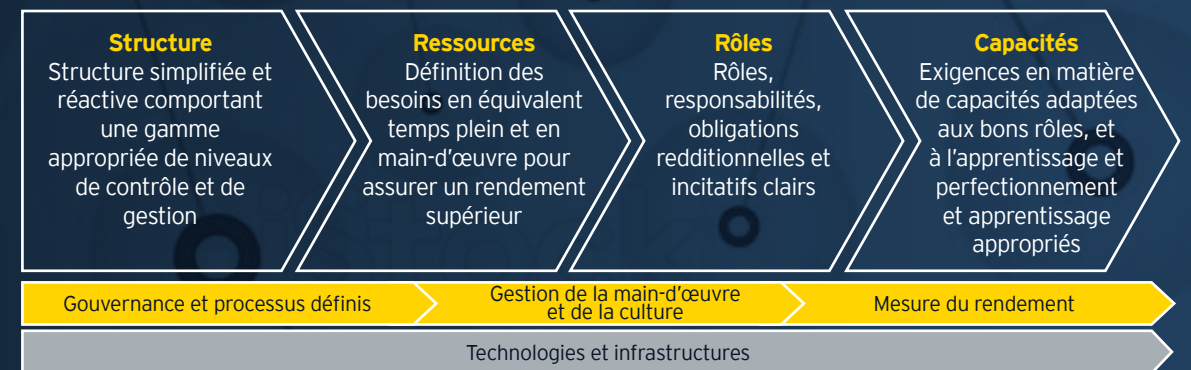 Structure
Structure simplifiée et
réactive comportant
une gamme
appropriée de niveaux
de contrôle et de
gestion
Ressources
Définition des
besoins en équivalent
temps plein et en
main-d'œuvre pour
assurer un rendement
supérieur
Rôles
Rôles,
responsabilités,
obligations
redditionnelles et
incitatifs clairs
Capacités
Exigences en matière
de capacités adaptées
aux bons rôles, et
à l'apprentissage et
perfectionnement
et apprentissage
appropriés
Gouvernance et processus définis
Gestion de la main-d'œuvre
et de la culture
Mesure du rendement
Technologies et infrastructures